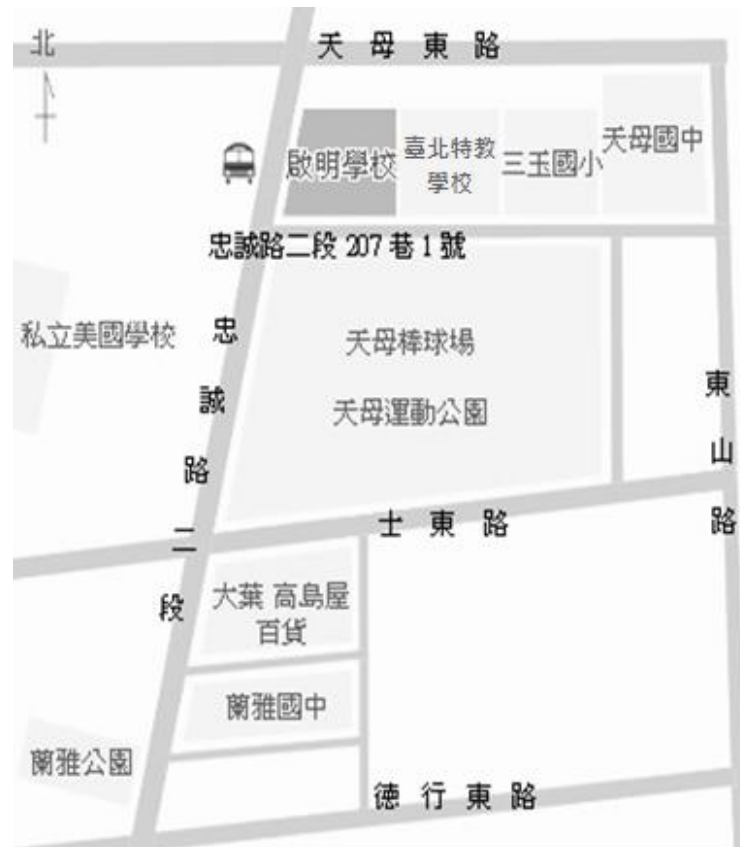 北
天母東路
啟明學校
臺北特教
學校
三玉國小
天母國中
忠誠路二段 207 巷 1 號
私立美國學校
忠誠路二段
天母棒球場
天母運動公園
東山路
士東路
大葉 高島屋
百貨
蘭雅國中
蘭雅公園
德行東路